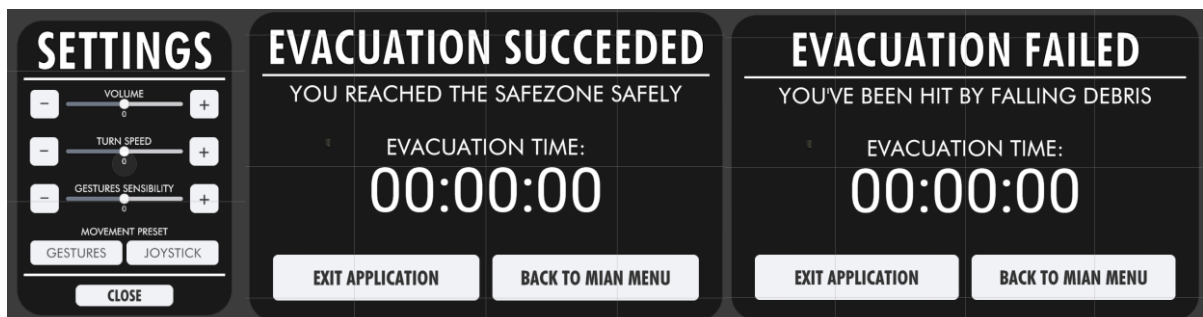 SETTINGS
VOLUME
- +
0
TURN SPEED
- +
0
GESTURES SENSIBILITY
- +
0
MOVEMENT PRESET
GESTURES JOYSTICK
CLOSE
EVACUATION SUCCEEDED
YOU REACHED THE SAFEZONE SAFELY
EVACUATION TIME:
00:00:00
EXIT APPLICATION BACK TO MIAN MENU
EVACUATION FAILED
YOU'VE BEEN HIT BY FALLING DEBRIS
EVACUATION TIME:
00:00:00
EXIT APPLICATION BACK TO MIAN MENU